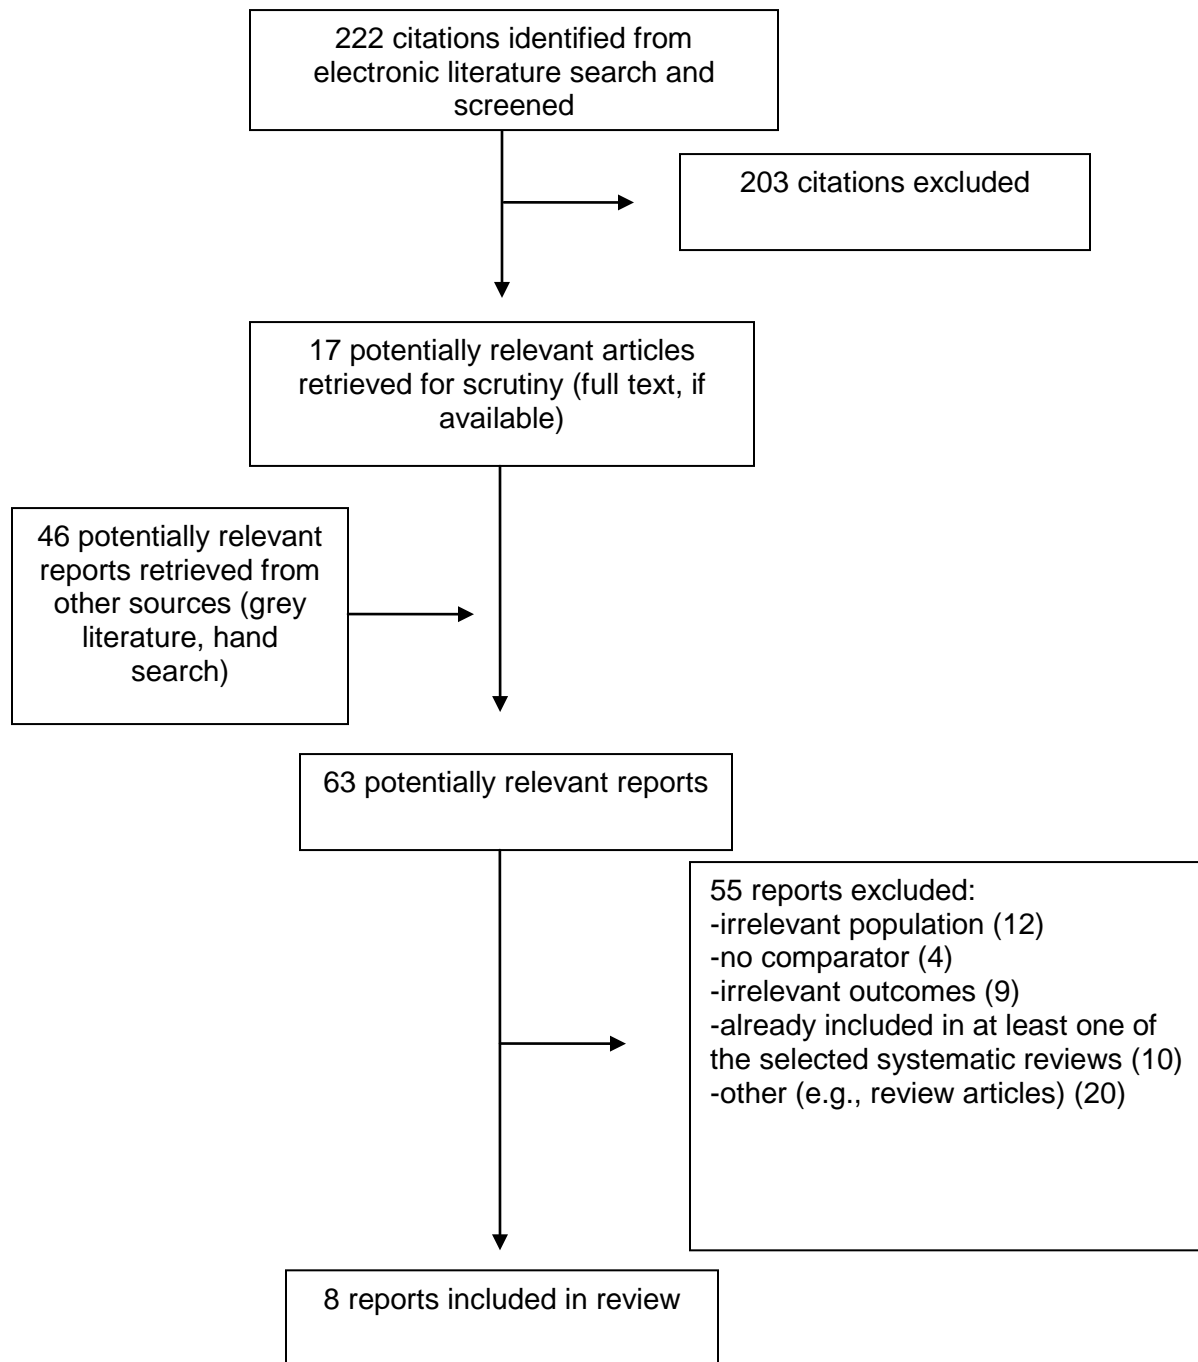 222 citations identified from
electronic literature search and
screened
203 citations excluded
17 potentially relevant articles
retrieved for scrutiny (full text, if
available)
46 potentially relevant
reports retrieved from
other sources (grey
literature, hand
search)
63 potentially relevant reports
55 reports excluded:
-irrelevant population (12)
-no comparator (4)
-irrelevant outcomes (9)
-already included in at least one of
the selected systematic reviews (10)
-other (e.g., review articles) (20)
8 reports included in review